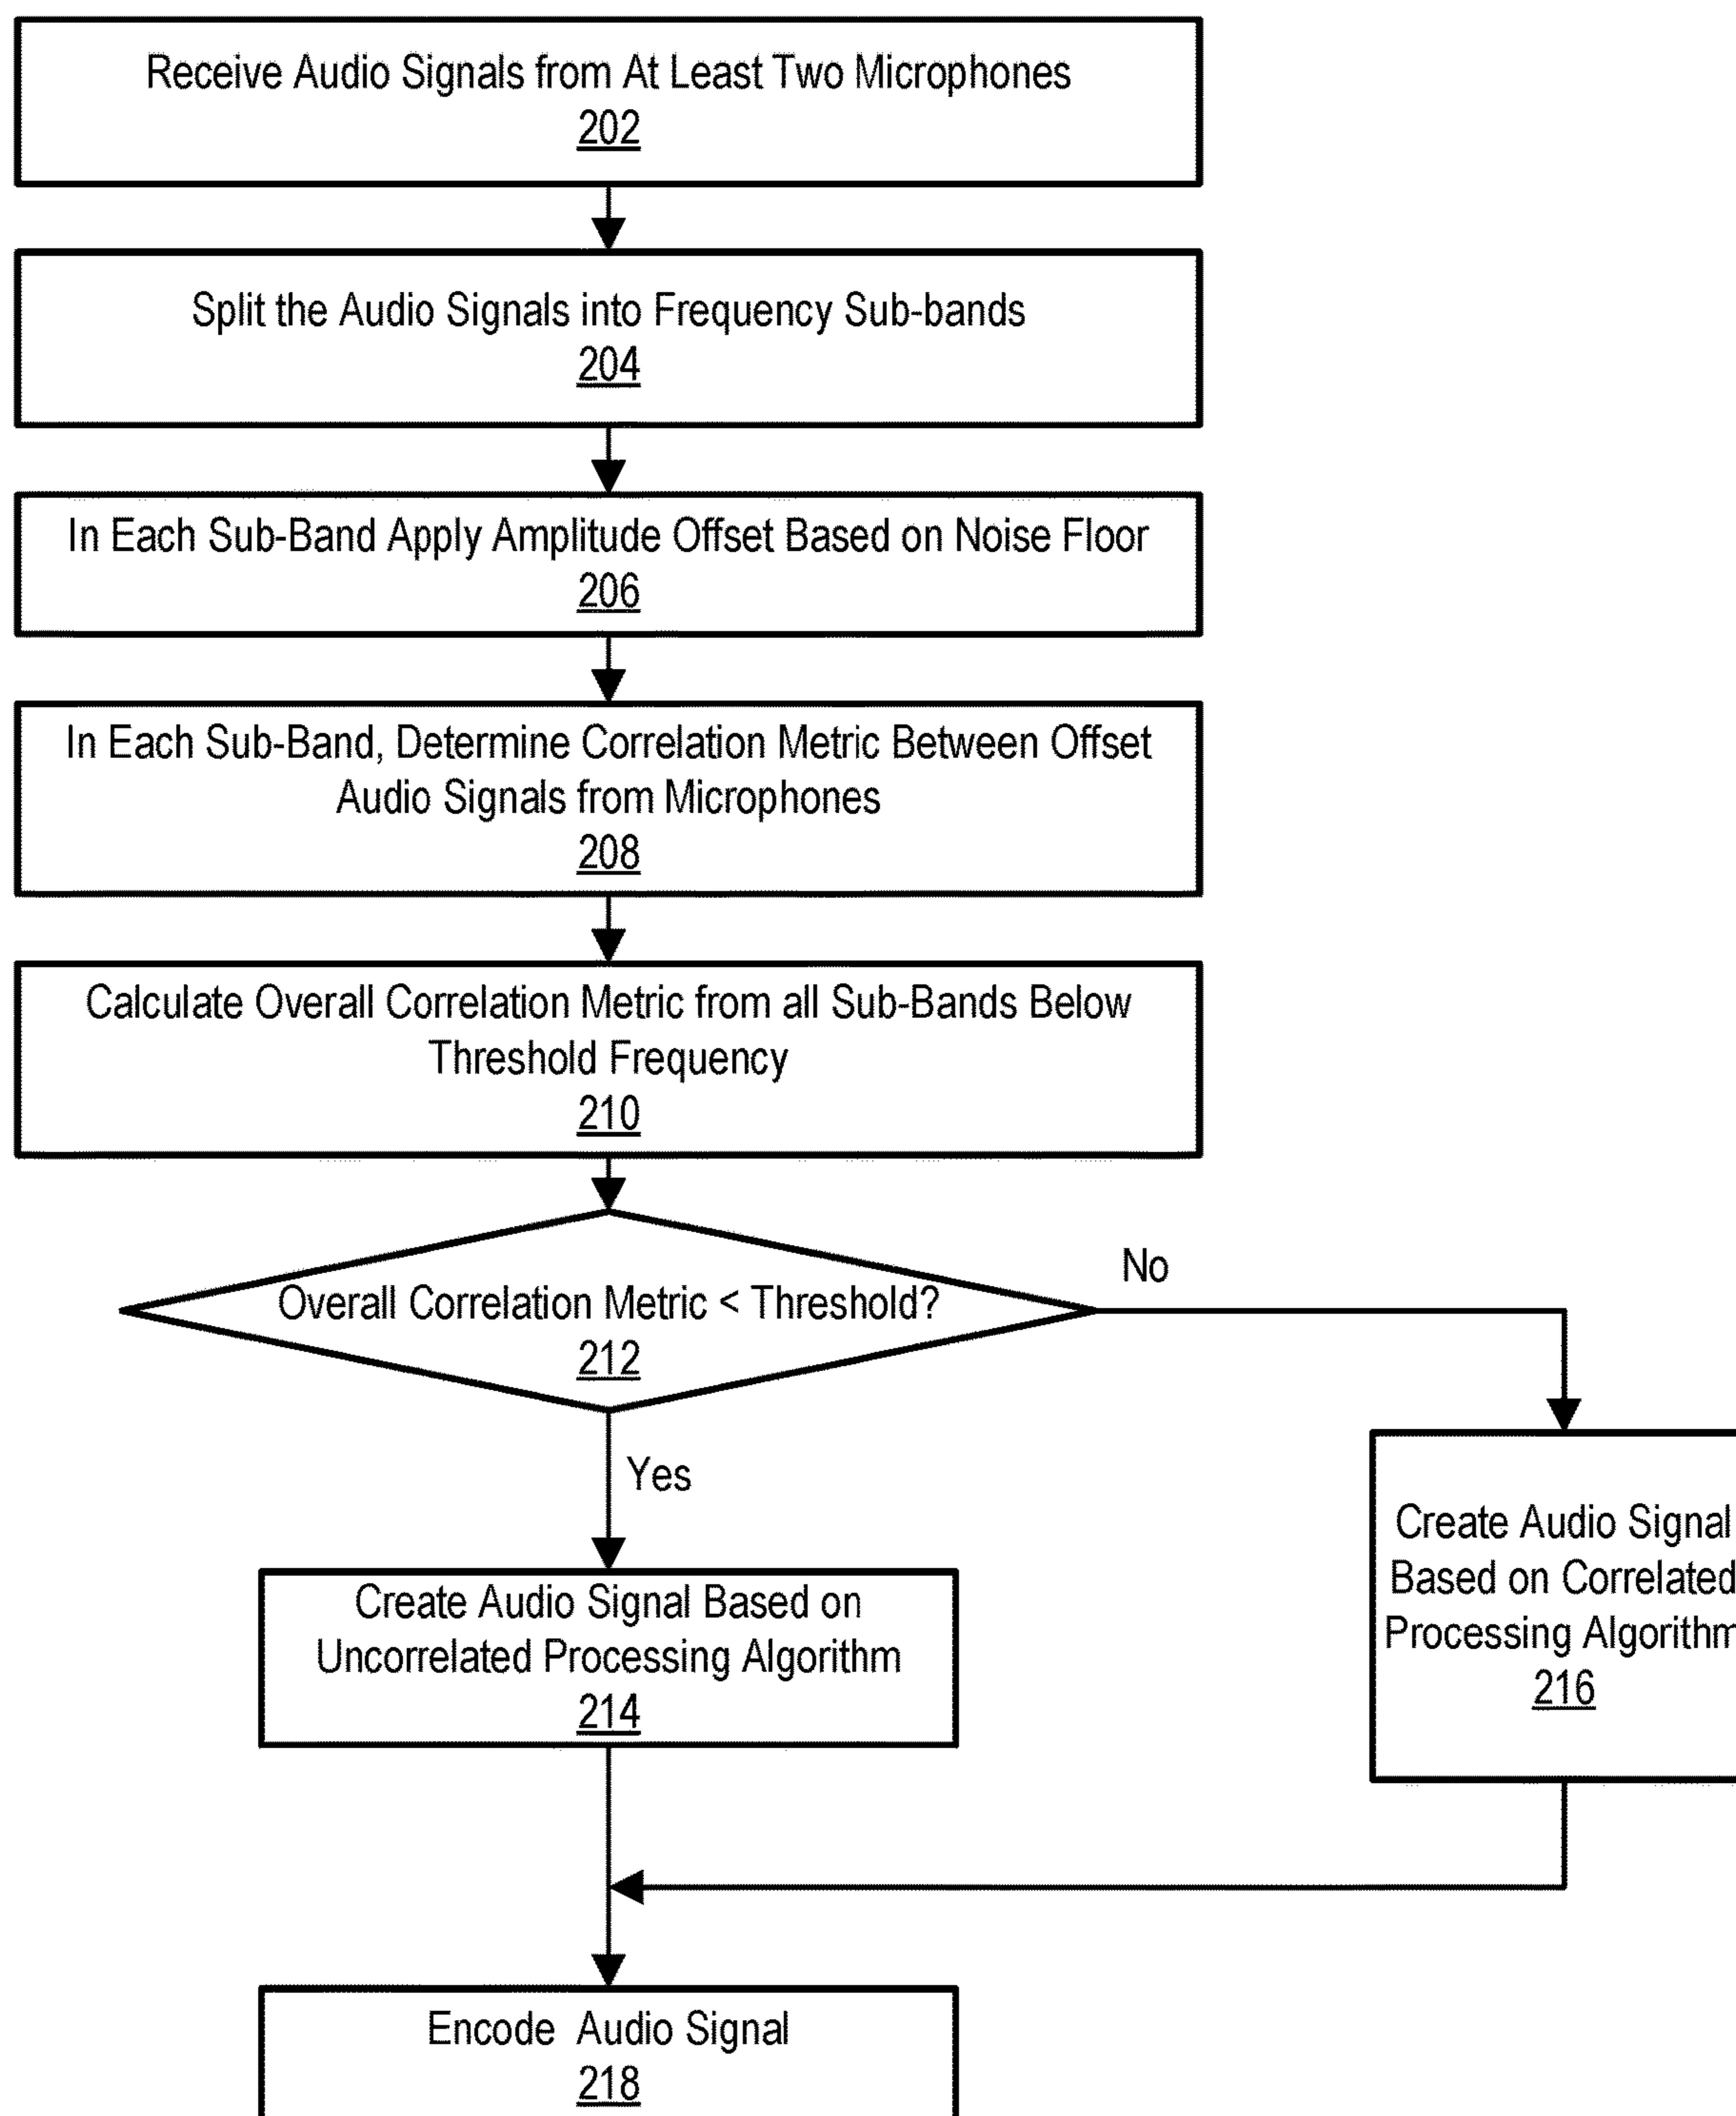 Receive Audio Signals from At Least Two Microphones
202
Split the Audio Signals into Frequency Sub-bands
204
In Each Sub-Band Apply Amplitude Offset Based on Noise Floor
206
In Each Sub-Band, Determine Correlation Metric Between Offset
Audio Signals from Microphones
208
Calculate Overall Correlation Metric from all Sub-Bands Below
Threshold Frequency
210
Overall Correlation Metric < Threshold?
212
No
Yes
Create Audio Signal
Based on Correlated
Processing Algorithm
216
Create Audio Signal Based on
Uncorrelated Processing Algorithm
214
Encode Audio Signal
218